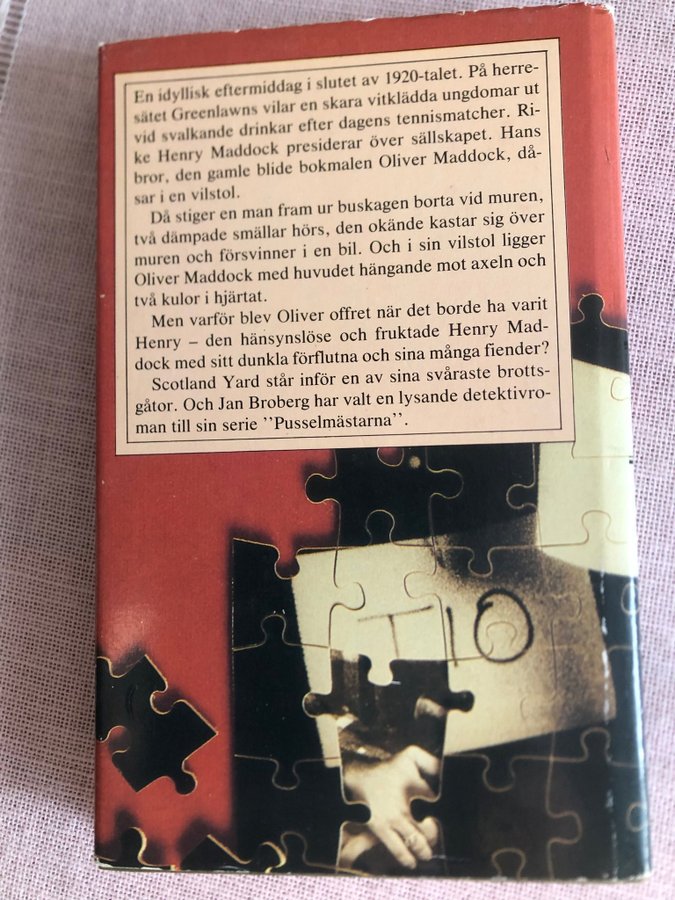 En idyllisk eftermiddag i slutet av 1920-talet. På herre-
sätet Greenlawns vilar en skara vitklädda ungdomar ut
vid svalkande drinkar efter dagens tennismatcher. Ri-
ke Henry Maddock presiderar över sällskapet. Hans
bror, den gamle blide bokmalen Oliver Maddock, då-
sar i en vilstol.
Då stiger en man fram ur buskagen borta vid muren,
två dämpade smällar hörs, den okände kastar sig över
muren och försvinner i en bil. Och i sin vilstol ligger
Oliver Maddock med huvudet hängande mot axeln och
två kulor i hjärtat.
Men varför blev Oliver offret när det borde ha varit
Henry – den hänsynslöse och fruktade Henry Mad-
dock med sitt dunkla förflutna och sina många fiender?
Scotland Yard står inför en av sina svåraste brotts-
gåtor. Och Jan Broberg har valt en lysande detektivro-
man till sin serie ''Pusselmästarna''.
T 10